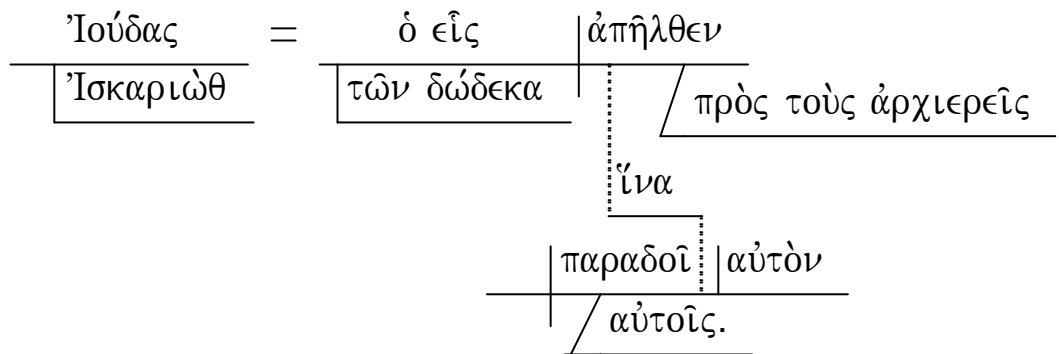 Ἰούδας = ὁ εἷς ἀπῆλθεν
Ἰσκαριὼθ τῶν δώδεκα πρὸς τοὺς ἀρχιερεῖς
ἵνα
παραδοῖ αὐτὸν
αὐτοῖς.